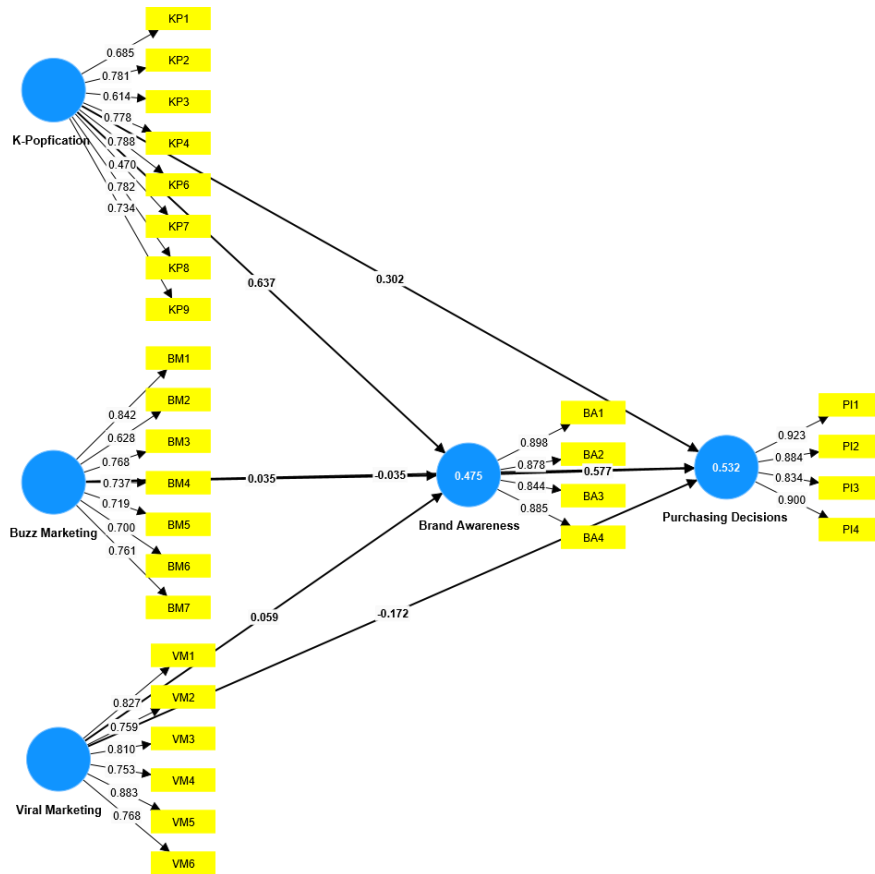 KP1
0.685
KP2
0.781
KP3
0.614
0.778
KP4
K-Popfication
0.788
0.470
KP6
0.782
0.734
KP7
KP8
0.637
0.302
KP9
BM1
BM2
0.842
0.628
BM3
0.768
0.737
BM4
0.035
-0.035
0.719
0.700
BM5
Buzz Marketing
0.761
BM6
BM7
BA1
0.898
BA2
0.878
0.475
0.577
0.844
BA3
0.885
Brand Awareness
BA4
PI1
0.923
PI2
0.884
0.532
0.834
PI3
0.900
Purchasing Decisions
PI4
0.059
-0.172
VM1
0.827
VM2
0.759
VM3
0.810
0.753
VM4
0.883
Viral Marketing
0.768
VM5
VM6